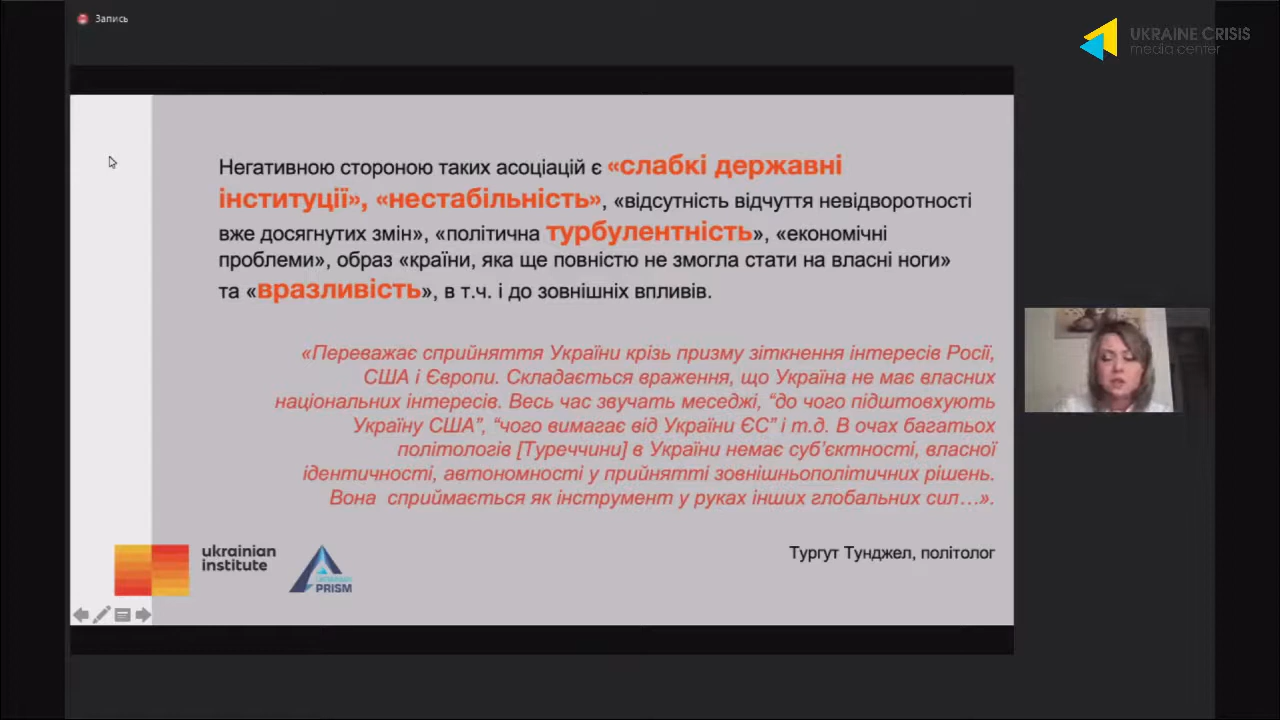 Запись
UKRAINE CRISIS
media center
Негативною стороною таких асоціацій є «слабкі державні
інституції», «нестабільність», «відсутність відчуття невідворотності
вже досягнутих змін», «політична турбулентність», «економічні
проблеми», образ «країни, яка ще повністю не змогла стати на власні ноги»
та «вразливість», в т.ч. і до зовнішніх впливів.
«Переважає сприйняття України крізь призму зіткнення інтересів Росії,
США і Європи. Складається враження, що Україна не має власних
національних інтересів. Весь час звучать меседжі, “до чого підштовхують
Україну США”, “чого вимагає від України ЄС” і т.д. В очах багатьох
політологів [Туреччини] в України немає суб’єктності, власної
ідентичності, автономності у прийнятті зовнішньополітичних рішень.
Вона сприймається як інструмент у руках інших глобальних сил…».
Тургут Тунджел, політолог
ukrainian
institute
PRISM